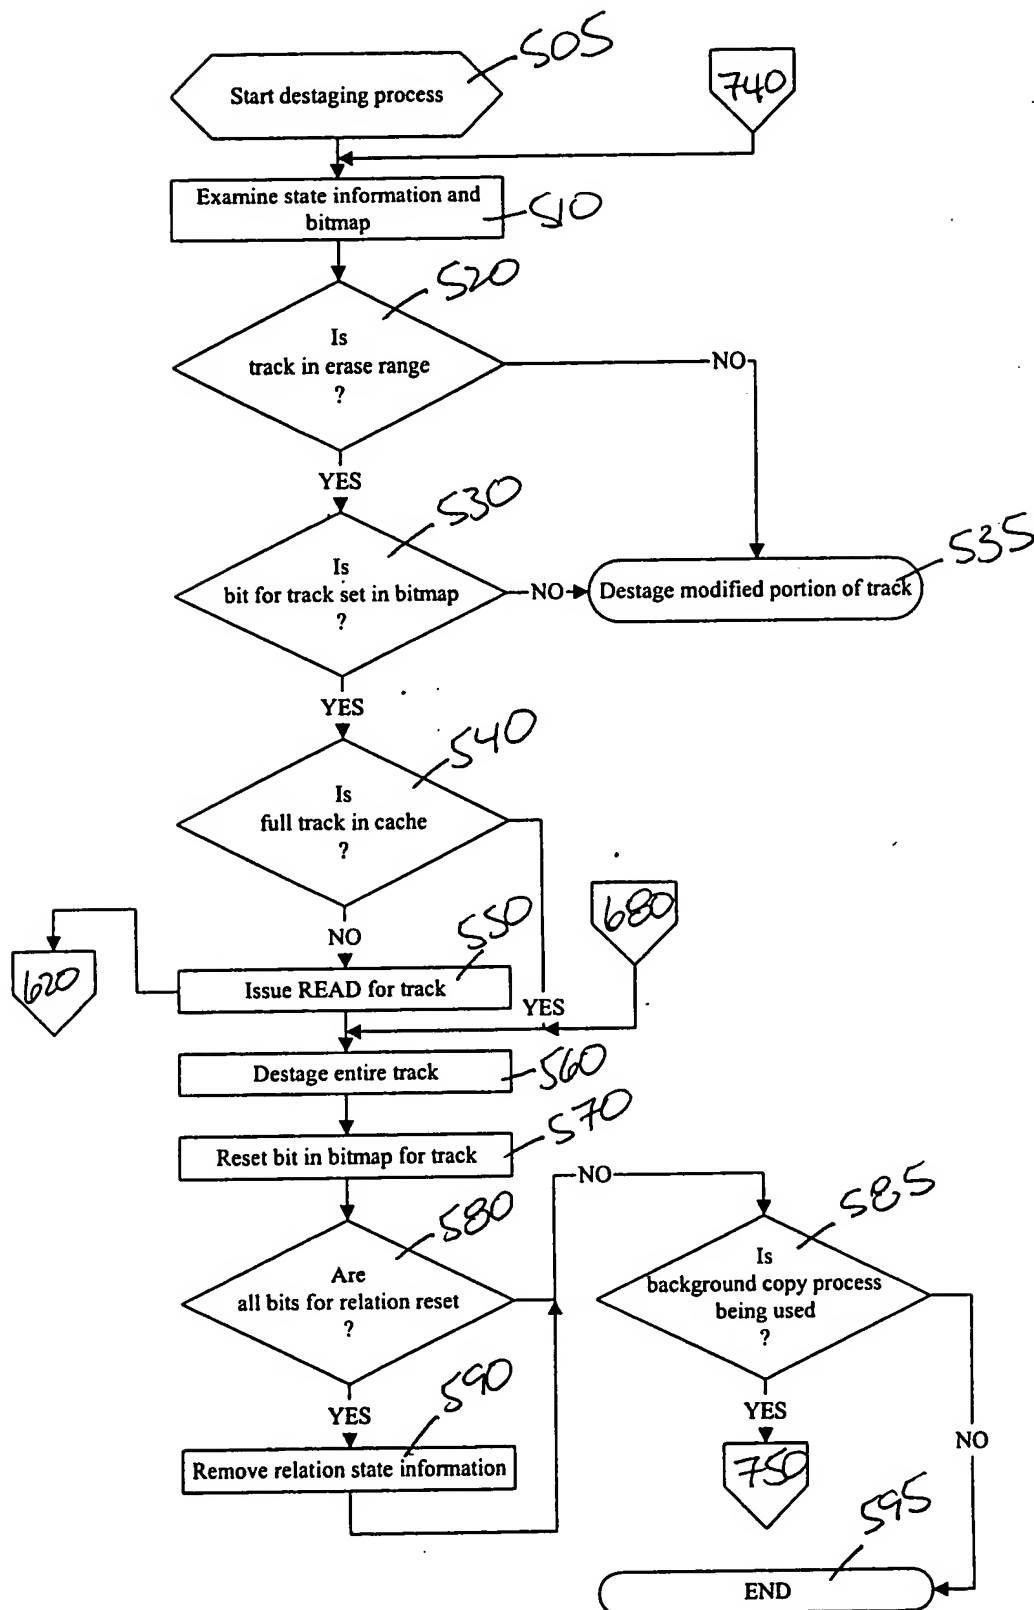 505
Start destaging process
740
Examine state information and
bitmap
510
520
Is
track in erase range
?
NO
YES
530
Is
bit for track set in bitmap
?
NO
535
Destage modified portion of track
YES
540
Is
full track in cache
?
680
NO
550
620
Issue READ for track
YES
Destage entire track
560
570
Reset bit in bitmap for track
NO
580
585
Are
all bits for relation reset
?
Is
background copy process
being used
?
YES
590
YES
NO
Remove relation state information
750
595
END